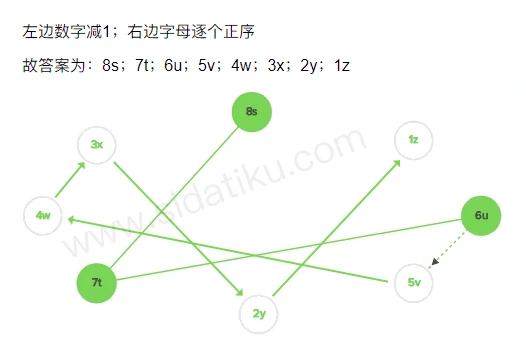 左边数字减1；右边字母逐个正序
故答案为：8s；7t；6u；5v；4w；3x；2y；1z
8s
3x
1z
4w
6u
7t
5v
2y
www.sidatiku.com